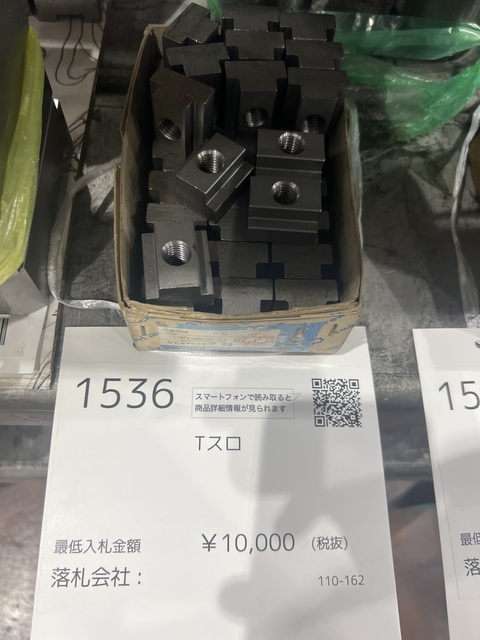 1536
スマートフォンで読み取ると
商品詳細情報が見られます
Tスロ
最低入札金額 ￥10,000 (税抜)
落札会社：
110-162
15
最低
落